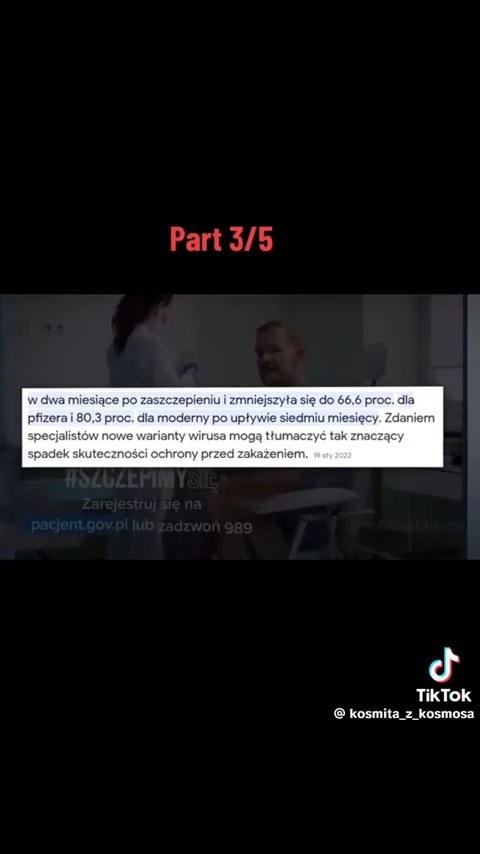 Part 3/5
w dwa miesiące po zaszczepieniu i zmniejszyła się do 66,6 proc. dla
pfizera i 80,3 proc. dla moderny po upływie siedmiu miesięcy. Zdaniem
specjalistów nowe warianty wirusa mogą tłumaczyć tak znaczący
spadek skuteczności ochrony przed zakażeniem. 19 sty 2022
#SZCZEPIMYSIĘ
Zarejestruj się na
pacjent.gov.pl lub zadzwoń 989
TikTok
@ kosmita_z_kosmosa